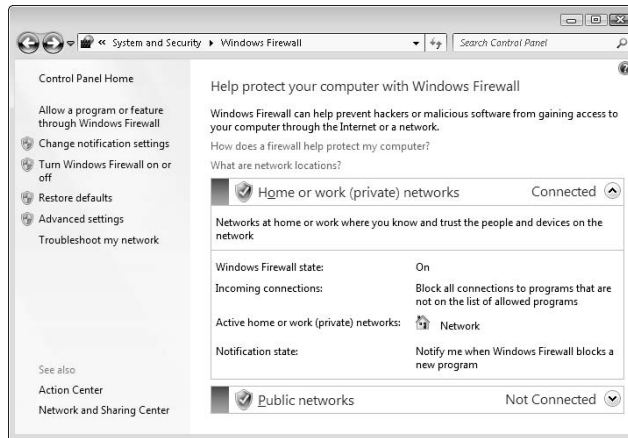 « System and Security ▸ Windows Firewall
Search Control Panel
Control Panel Home
Allow a program or feature
through Windows Firewall
Change notification settings
Turn Windows Firewall on or
off
Restore defaults
Advanced settings
Troubleshoot my network
See also
Action Center
Network and Sharing Center
Help protect your computer with Windows Firewall
Windows Firewall can help prevent hackers or malicious software from gaining access to
your computer through the Internet or a network.
How does a firewall help protect my computer?
What are network locations?
Home or work (private) networks Connected
Networks at home or work where you know and trust the people and devices on the
network
Windows Firewall state: On
Incoming connections: Block all connections to programs that are
not on the list of allowed programs
Active home or work (private) networks: Network
Notification state: Notify me when Windows Firewall blocks a
new program
Public networks Not Connected